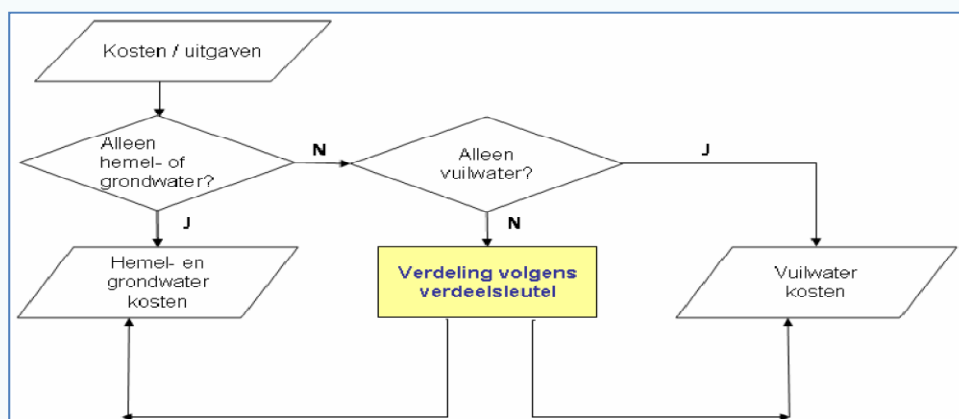 Kosten / uitgaven
Alleen
hemel- of
grondwater?
N
Alleen
vuilwater?
J
J
N
Hemel- en
grondwater
kosten
Verdeling volgens
verdeelsleutel
Vuilwater
kosten